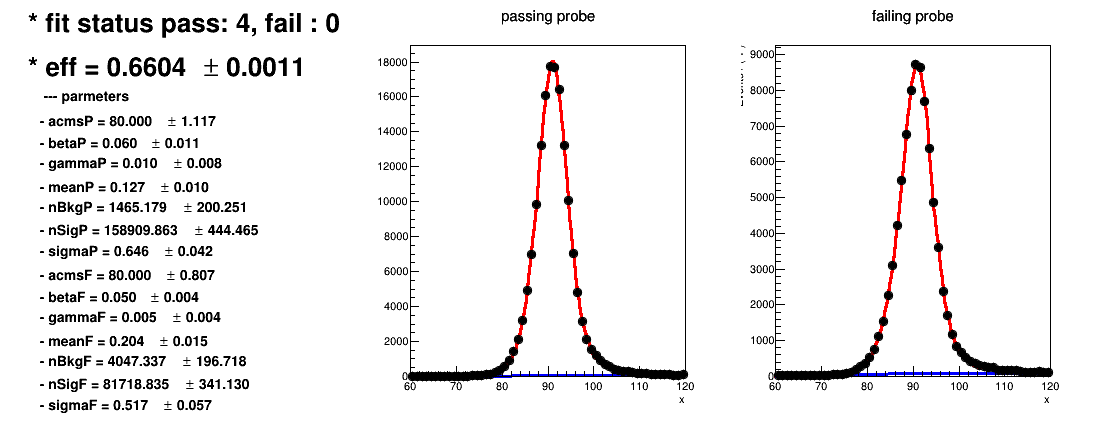 * fit status pass: 4, fail : 0
* eff = 0.6604 ± 0.0011
--- parmeters
- acmsP = 80.000 ± 1.117
- betaP = 0.060 ± 0.011
- gammaP = 0.010 ± 0.008
- meanP = 0.127 ± 0.010
- nBkgP = 1465.179 ± 200.251
- nSigP = 158909.863 ± 444.465
- sigmaP = 0.646 ± 0.042
- acmsF = 80.000 ± 0.807
- betaF = 0.050 ± 0.004
- gammaF = 0.005 ± 0.004
- meanF = 0.204 ± 0.015
- nBkgF = 4047.337 ± 196.718
- nSigF = 81718.835 ± 341.130
- sigmaF = 0.517 ± 0.057
passing probe
18000
16000
14000
12000
10000
8000
6000
4000
2000
0
60 70 80 90 100 110 120
x
failing probe
9000
8000
7000
6000
5000
4000
3000
2000
1000
0
60 70 80 90 100 110 120
x